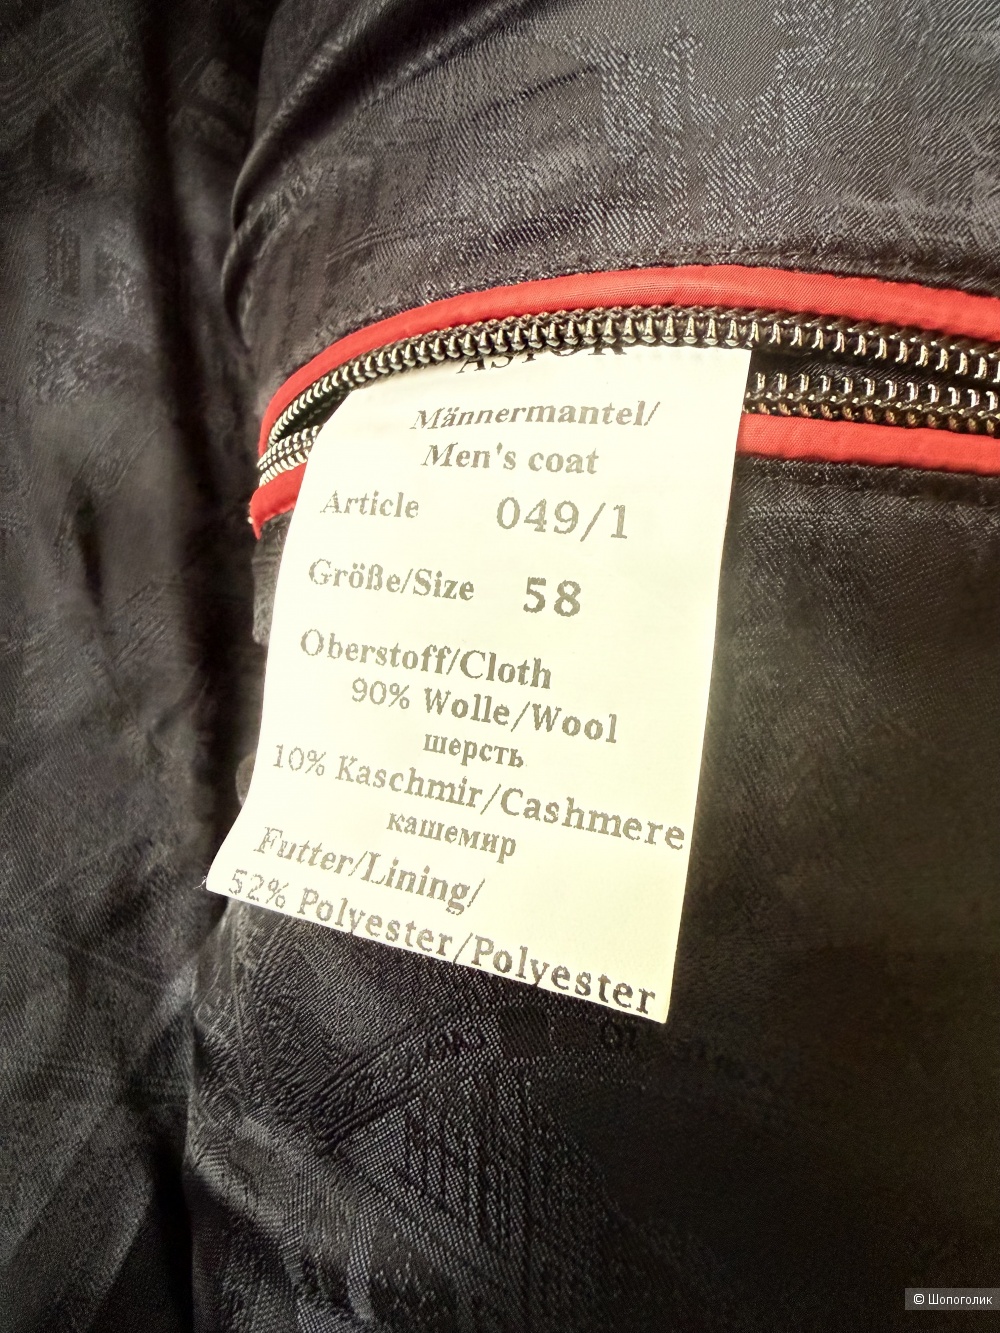 Männermantel/
Men's coat
Article 049/1
Größe/Size 58
Oberstoff/Cloth
90% Wolle/Wool
шерсть
10% Kaschmir/Cashmere
кашемир
Futter/Lining/
52% Polyester/Polyester
© Шопоголик